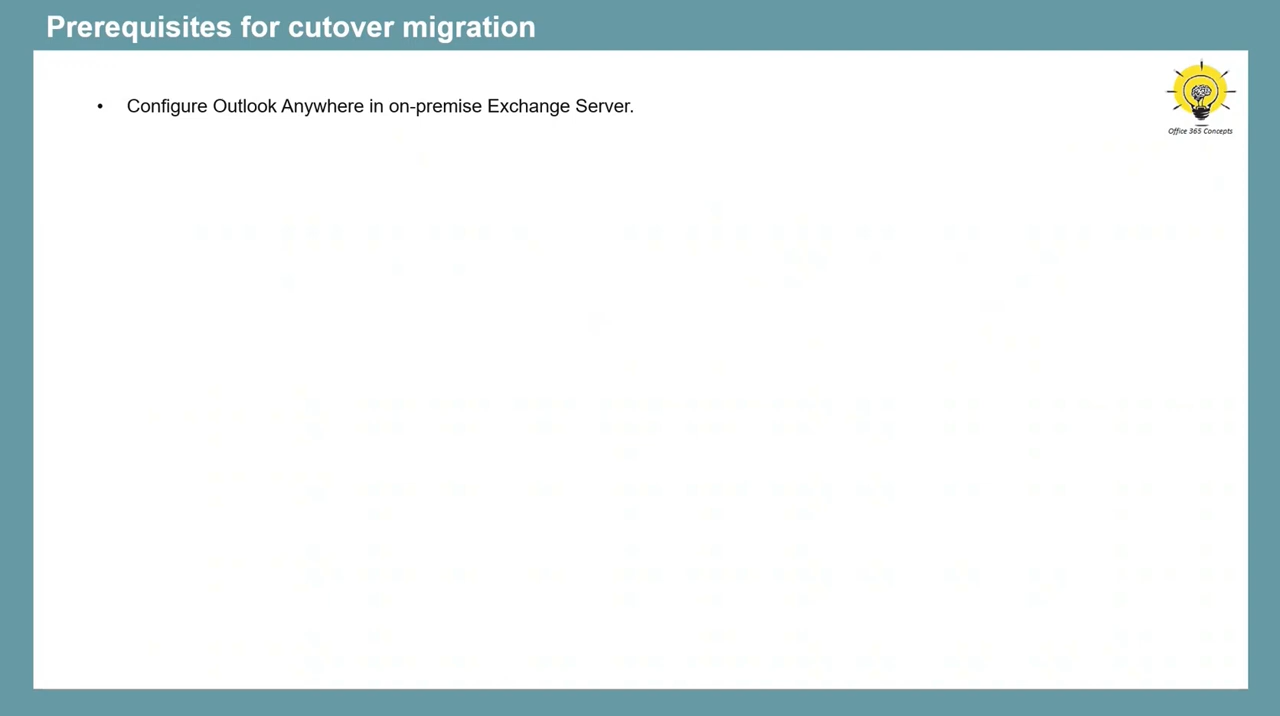 Prerequisites for cutover migration
• Configure Outlook Anywhere in on-premise Exchange Server.
Office 365 Concepts